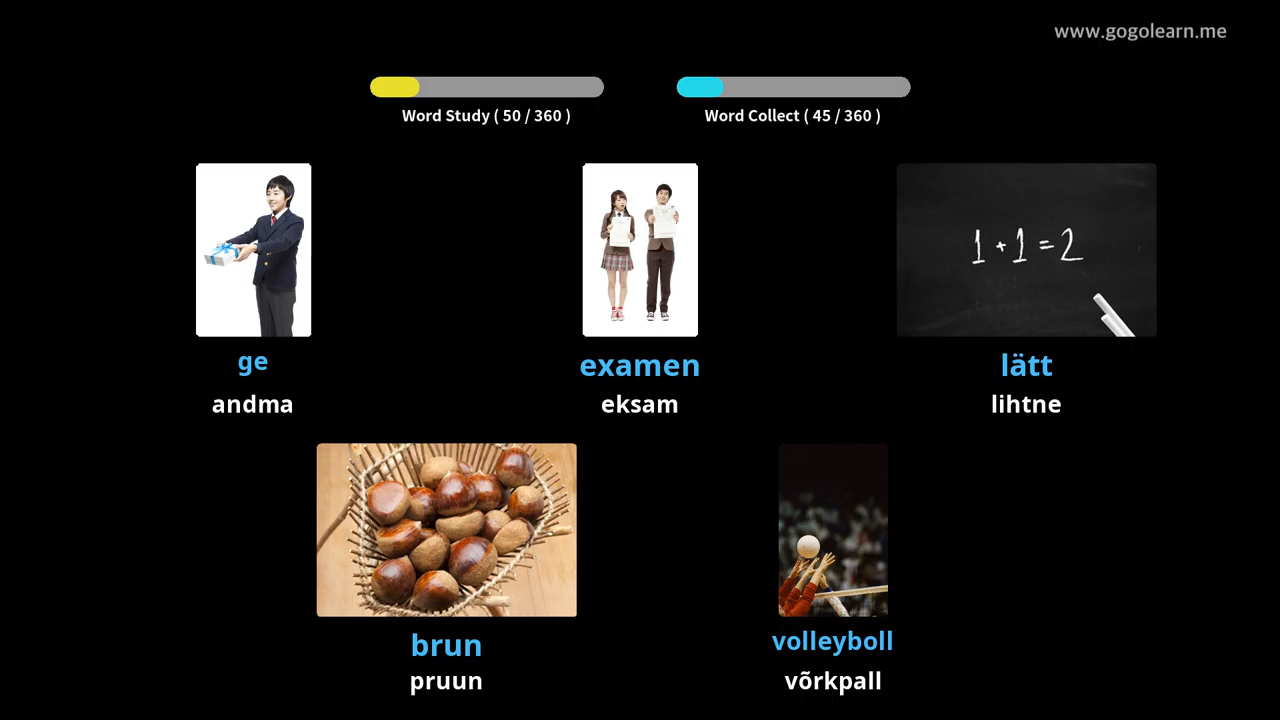 www.gogolearn.me
Word Study ( 50 / 360 )
Word Collect ( 45 / 360 )
ge
andma
examen
eksam
1 + 1 = 2
lätt
lihtne
brun
pruun
volleyboll
võrkpall